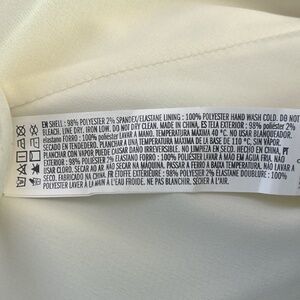 EN SHELL : 98% POLYESTER 2% SPANDEX/ELASTANE LINING : 100% POLYESTER HAND WASH COLD. DO NOT
BLEACH. LINE DRY. IRON LOW. DO NOT DRY CLEAN. MADE IN CHINA. ES TELA EXTERIOR : 98% POLIÉSTER 2%
elastano FORRO : 100% poliéster LAVAR A MANO. TEMPERATURA MÁXIMA 40 °C. NO USAR BLANQUEADOR.
SECADO EN TENDEDERO. PLANCHAR A UNA TEMPERATURA MÁXIMA DE LA BASE DE 110 °C, SIN VAPOR.
PLANCHAR CON VAPOR PUEDE CAUSAR DAÑO IRREVERSIBLE. NO LIMPIEZA EN SECO. HECHO EN CHINA. PT
EXTERIOR : 98% POLIÉSTER 2% ELASTANO FORRO : 100% POLIÉSTER LAVAR À MÃO EM ÁGUA FRIA. NÃO
USAR CLORO. SECAR AO NÃO SECAR NA MÁQUINA. PASSAR A FERRO A BAIXA TEMPERATURA. NÃO LIMPAR A
SECO. FABRICADO NA CHINA. FR ÉTOFFE EXTÉRIEURE : 98% POLYESTER 2% ÉLASTHANE DOUBLURE : 100%
POLYESTER LAVER À LA MAIN À L'EAU FROIDE. NE PAS BLANCHIR. SÉCHER À L'AIR.